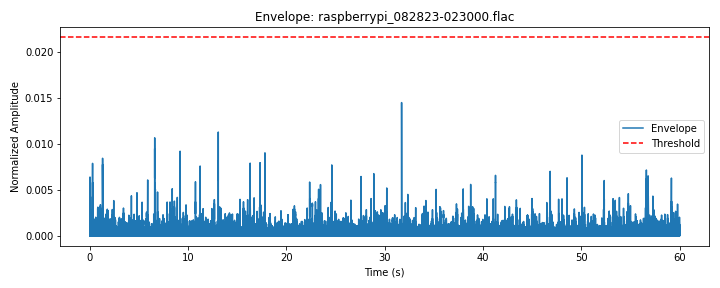 Envelope: raspberrypi_082823-023000.flac
Normalized Amplitude
0.020
0.015
0.010
0.005
0.000
Envelope
Threshold
0 10 20 30 40 50 60
Time (s)